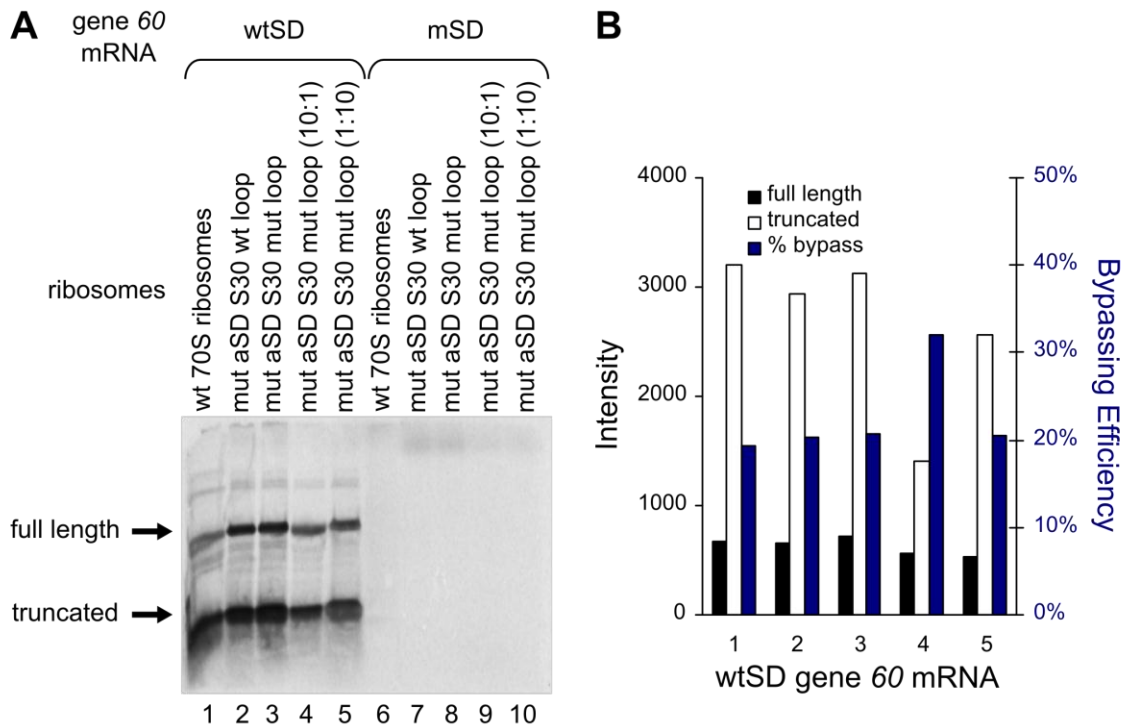 A
gene 60
mRNA
wtSD
mSD
ribosomes
wt 70S ribosomes
mut aSD S30 wt loop
mut aSD S30 mut loop
mut aSD S30 mut loop (10:1)
mut aSD S30 mut loop (1:10)
wt 70S ribosomes
mut aSD S30 wt loop
mut aSD S30 mut loop
mut aSD S30 mut loop (10:1)
mut aSD S30 mut loop (1:10)
full length
truncated
1 2 3 4 5 6 7 8 9 10
B
full length
truncated
% bypass
Intensity
4000
3000
2000
1000
0
50%
40%
30%
20%
10%
0%
Bypassing Efficiency
1 2 3 4 5
wtSD gene 60 mRNA